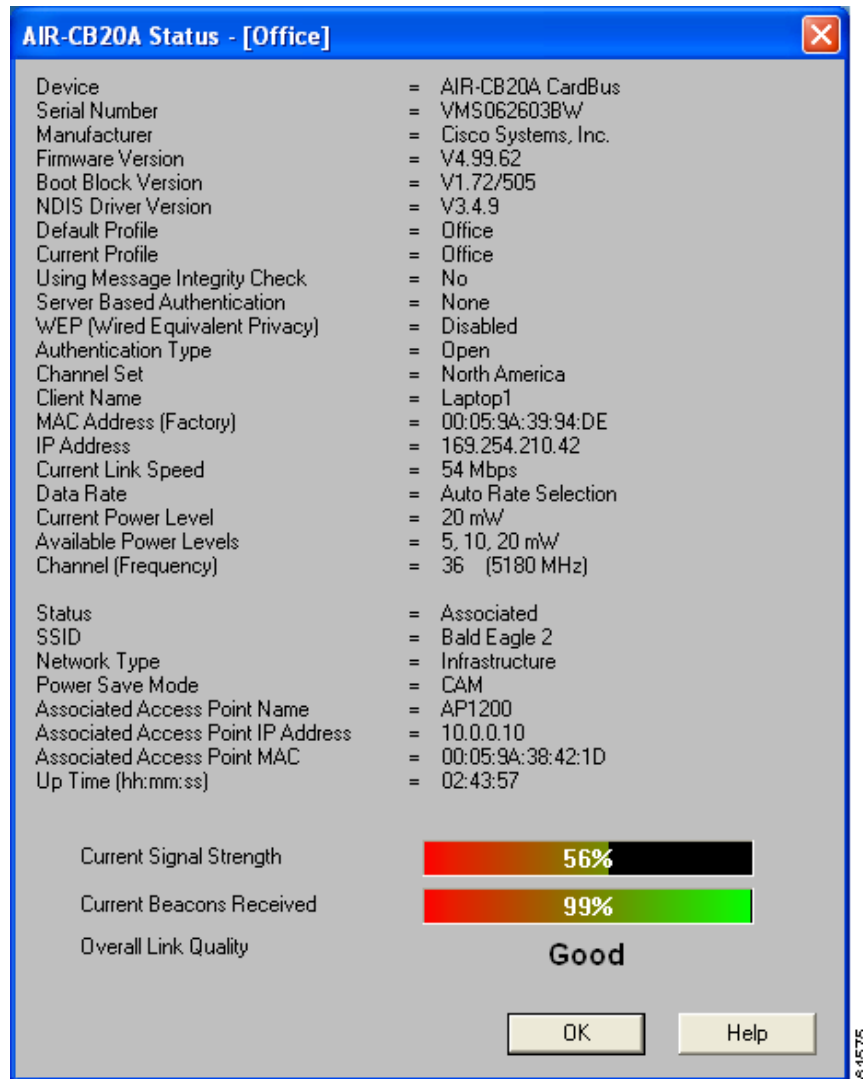 AIR-CB20A Status - [Office]
Device = AIR-CB20A CardBus
Serial Number = VMS062603BW
Manufacturer = Cisco Systems, Inc.
Firmware Version = V4.99.62
Boot Block Version = V1.72/505
NDIS Driver Version = V3.4.9
Default Profile = Office
Current Profile = Office
Using Message Integrity Check = No
Server Based Authentication = None
WEP (Wired Equivalent Privacy) = Disabled
Authentication Type = Open
Channel Set = North America
Client Name = Laptop1
MAC Address (Factory) = 00:05:9A:39:94:DE
IP Address = 169.254.210.42
Current Link Speed = 54 Mbps
Data Rate = Auto Rate Selection
Current Power Level = 20 mW
Available Power Levels = 5, 10, 20 mW
Channel (Frequency) = 36 (5180 MHz)
Status = Associated
SSID = Bald Eagle 2
Network Type = Infrastructure
Power Save Mode = CAM
Associated Access Point Name = AP1200
Associated Access Point IP Address = 10.0.0.10
Associated Access Point MAC = 00:05:9A:38:42:1D
Up Time (hh:mm:ss) = 02:43:57
Current Signal Strength 56%
Current Beacons Received 99%
Overall Link Quality Good
OK Help